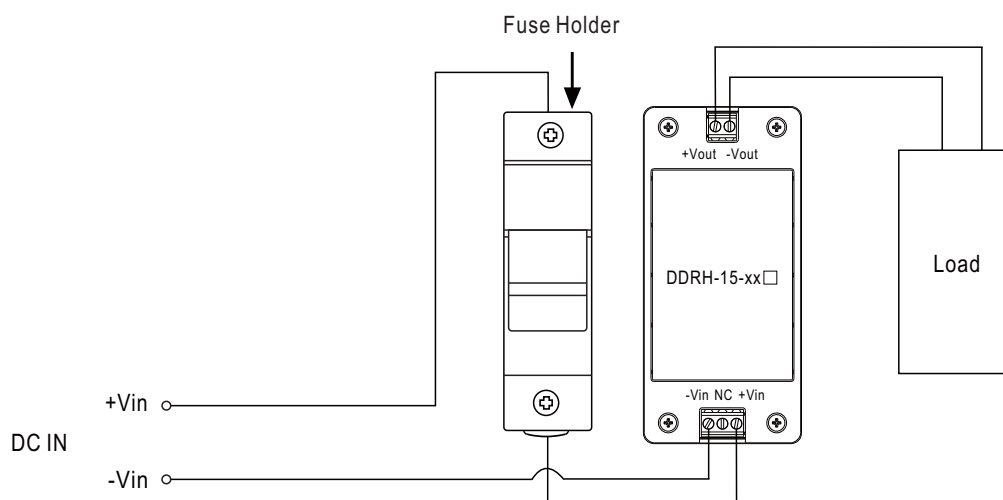 Fuse Holder
+Vout -Vout
DDRH-15-xx□
Load
-Vin NC +Vin
+Vin
DC IN
-Vin